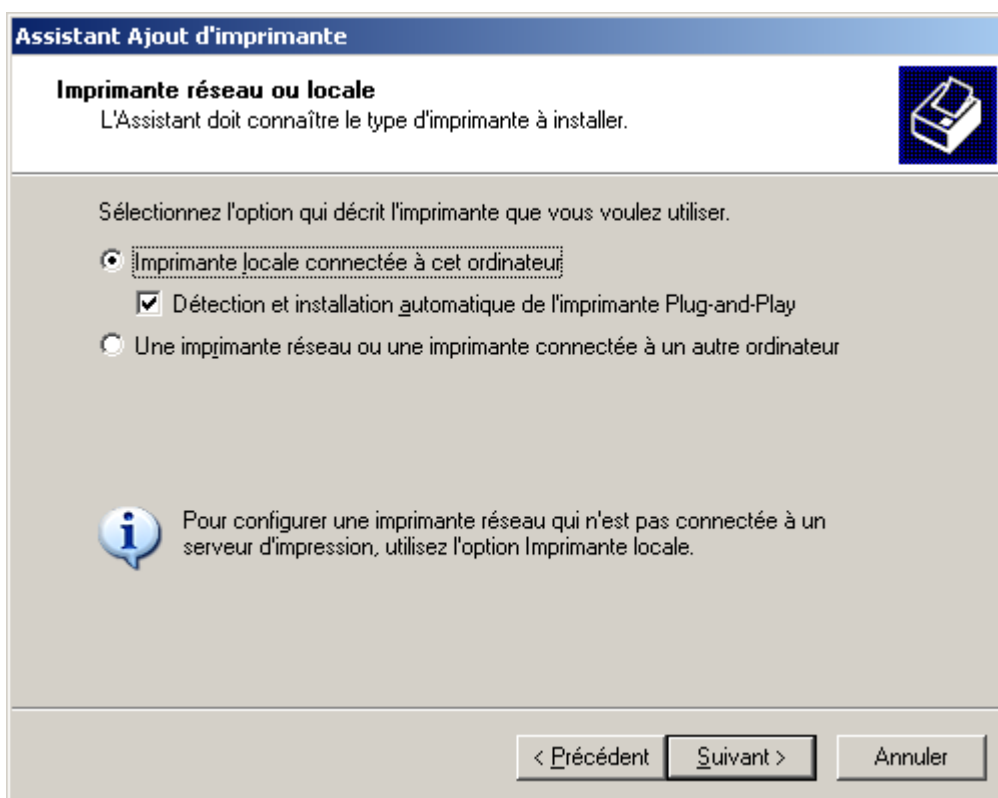 Assistant Ajout d'imprimante
Imprimante réseau ou locale
L'Assistant doit connaître le type d'imprimante à installer.
Sélectionnez l'option qui décrit l'imprimante que vous voulez utiliser.
Imprimante locale connectée à cet ordinateur
Détection et installation automatique de l'imprimante Plug-and-Play
Une imprimante réseau ou une imprimante connectée à un autre ordinateur
Pour configurer une imprimante réseau qui n'est pas connectée à un
serveur d'impression, utilisez l'option Imprimante locale.
< Précédent
Suivant >
Annuler